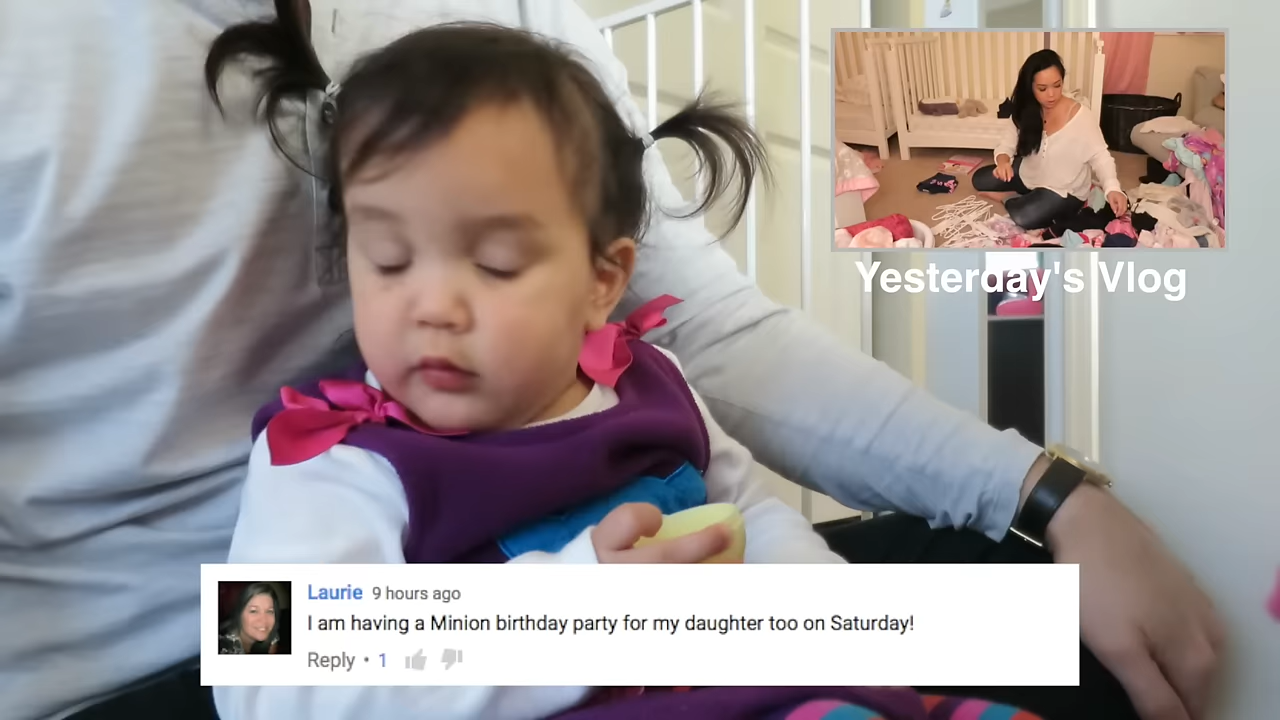 Yesterday's Vlog
Laurie 9 hours ago
I am having a Minion birthday party for my daughter too on Saturday!
Reply • 1